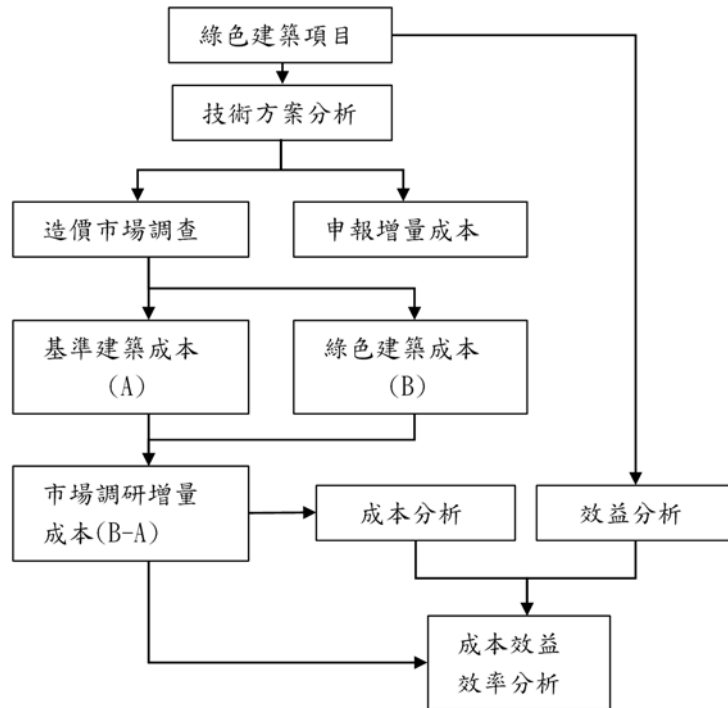 綠色建築項目
技術方案分析
造價市場調查
申報增量成本
基準建築成本
(A)
綠色建築成本
(B)
市場調研增量
成本(B-A)
成本分析
效益分析
成本效益
效率分析